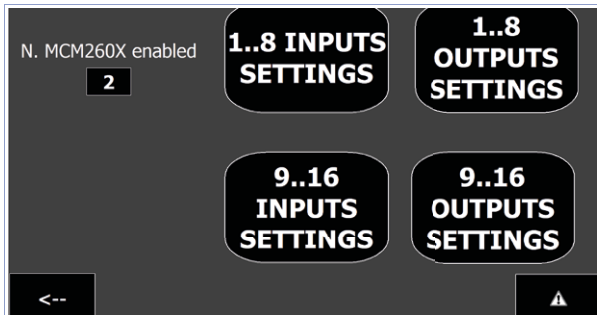 N. MCM260X enabled
2
1..8 INPUTS
SETTINGS
1..8
OUTPUTS
SETTINGS
9..16
INPUTS
SETTINGS
9..16
OUTPUTS
SETTINGS
<--